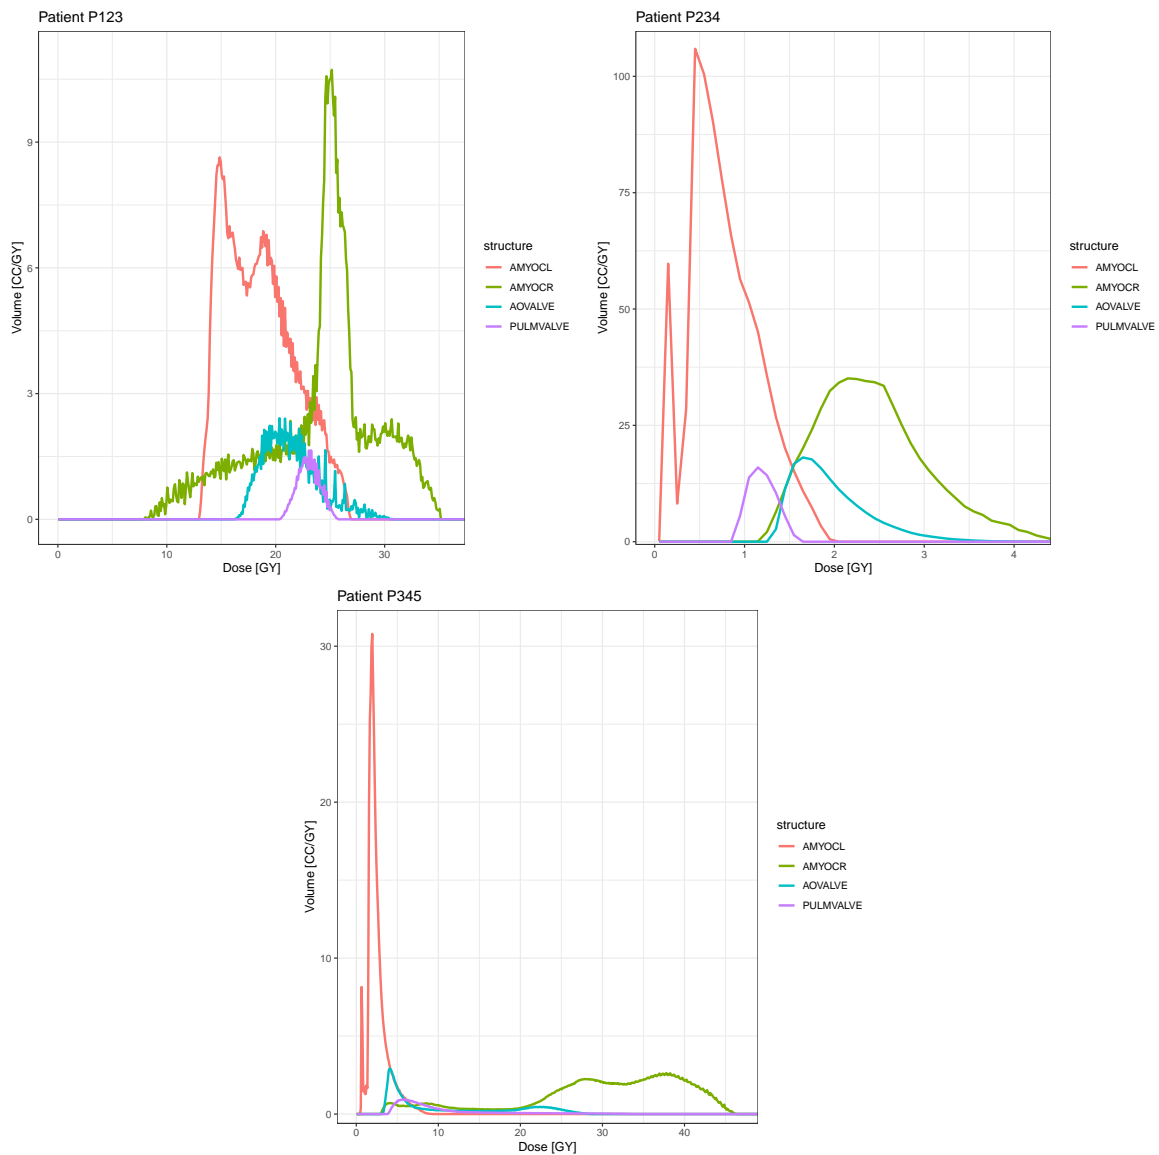 Patient P123
Volume [CC/GY]
9
6
3
0
0 10 20 30
Dose [GY]
structure
AMYOCL
AMYOCR
AOVALVE
PULMVALVE
Patient P234
Volume [CC/GY]
100
75
50
25
0
0 1 2 3 4
Dose [GY]
structure
AMYOCL
AMYOCR
AOVALVE
PULMVALVE
Patient P345
Volume [CC/GY]
30
20
10
0
0 10 20 30 40
Dose [GY]
structure
AMYOCL
AMYOCR
AOVALVE
PULMVALVE